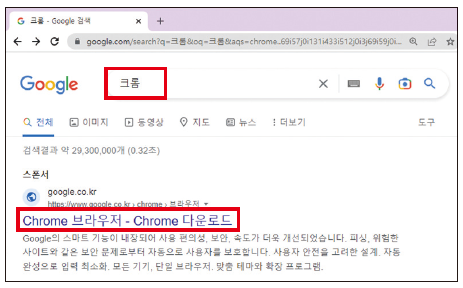 크롬 - Google 검색
google.com/search?q=크롬&oq=크롬&aqs=chrome..69i57j0i131i433i512j0i3j69i59j0i...
Google 크롬
전체 이미지 동영상 지도 뉴스 더보기 도구
검색결과 약 29,300,000개 (0.32초)
스폰서
google.co.kr
https://www.google.co.kr › chrome › 브라우저
Chrome 브라우저 - Chrome 다운로드
Google의 스마트 기능이 내장되어 사용 편의성, 보안, 속도가 더욱 개선되었습니다. 피싱, 위험한
사이트와 같은 보안 문제로부터 자동으로 사용자를 보호합니다. 사용자 안전을 고려한 설계. 자동
완성으로 입력 최소화. 모든 기기, 단일 브라우저. 맞춤 테마와 확장 프로그램.